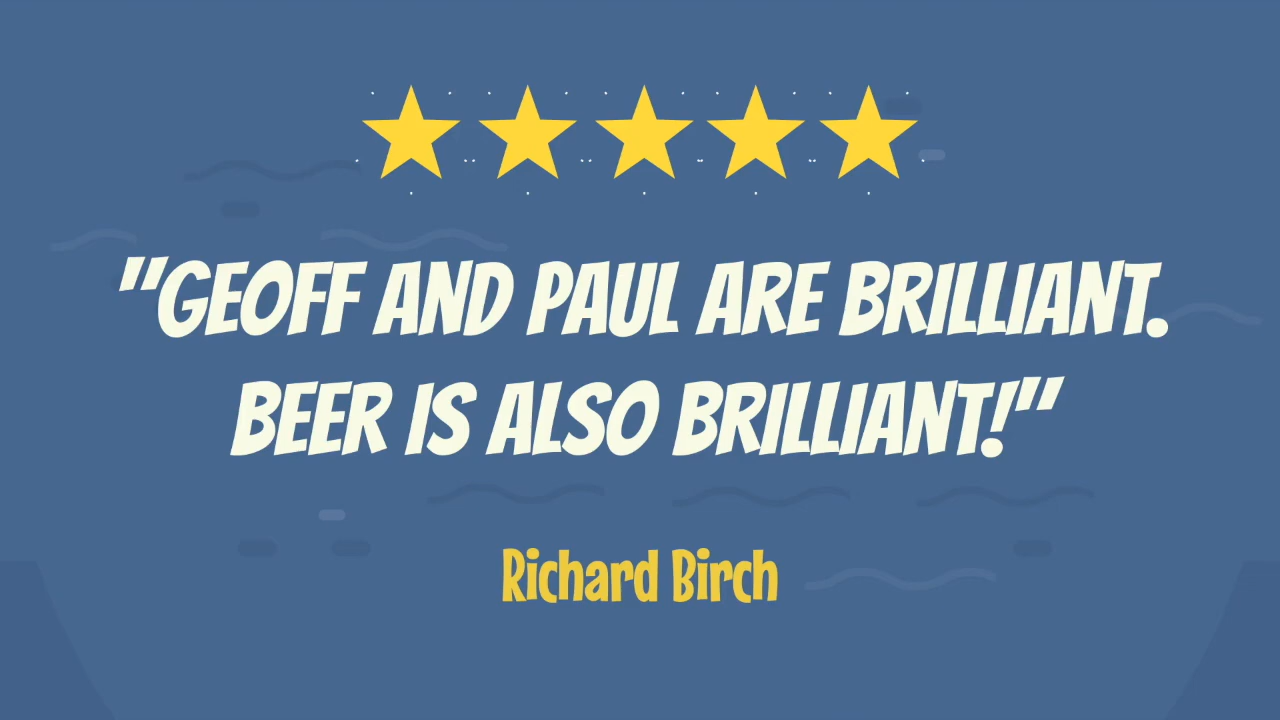 "GEOFF AND PAUL ARE BRILLIANT.
BEER IS ALSO BRILLIANT!"
Richard Birch